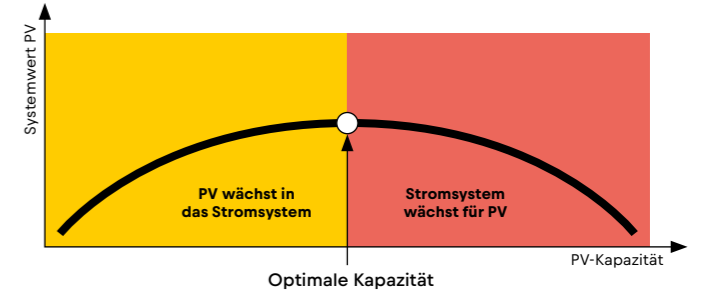 Systemwert PV
PV wächst in
das Stromsystem
Stromsystem
wächst für PV
PV-Kapazität
Optimale Kapazität